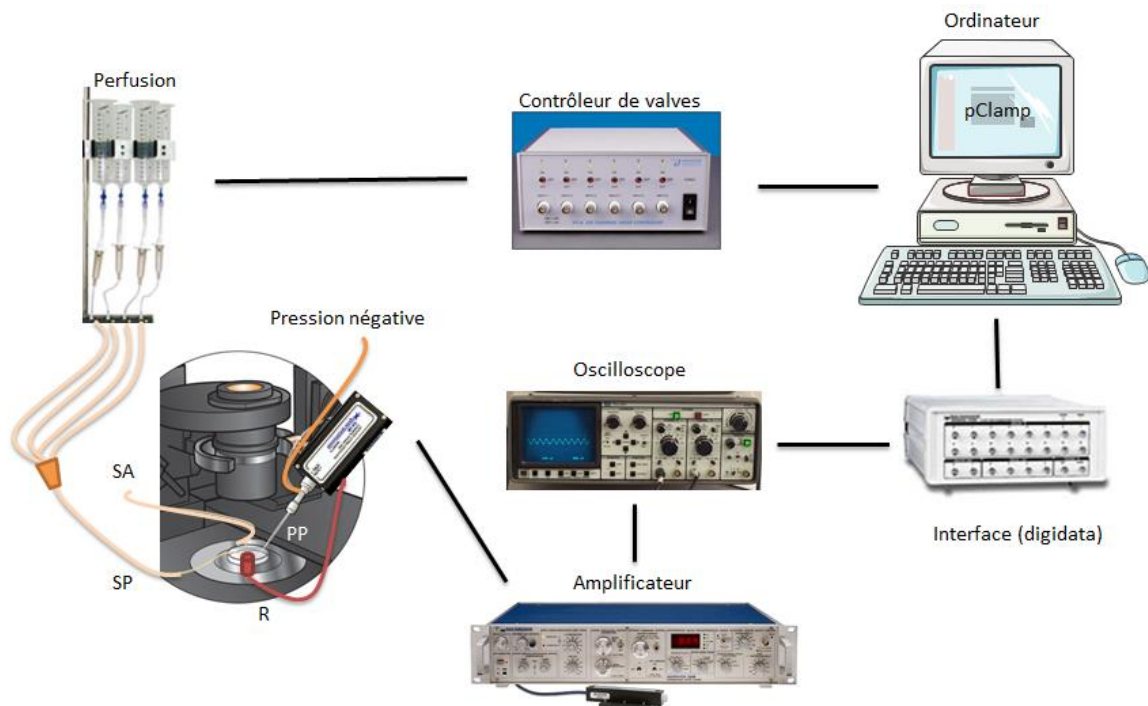 Ordinateur
Perfusion
Contrôleur de valves
pClamp
Pression négative
Oscilloscope
SA
PP
SP
R
Interface (digidata)
Amplificateur